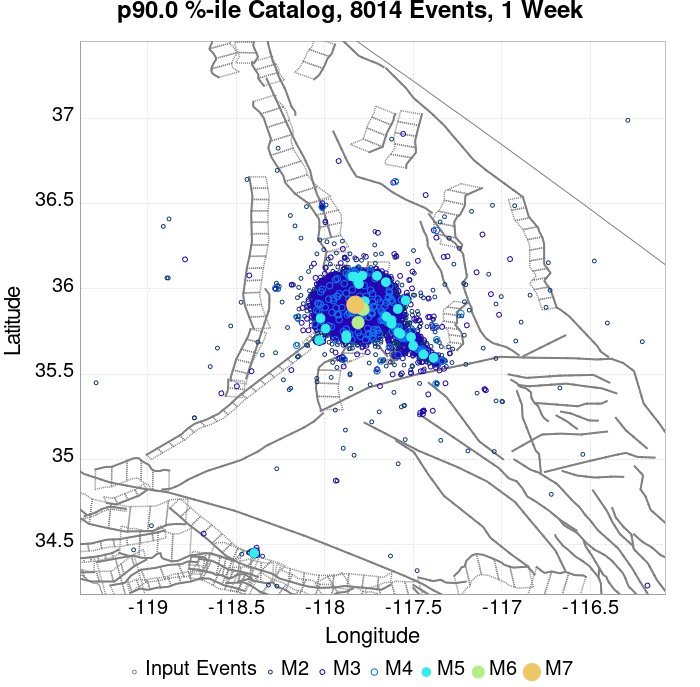 p90.0 %-ile Catalog, 8014 Events, 1 Week
37
36.5
36
35.5
35
34.5
Latitude
-119 -118.5 -118 -117.5 -117 -116.5
Longitude
Input Events M2 M3 M4 M5 M6 M7